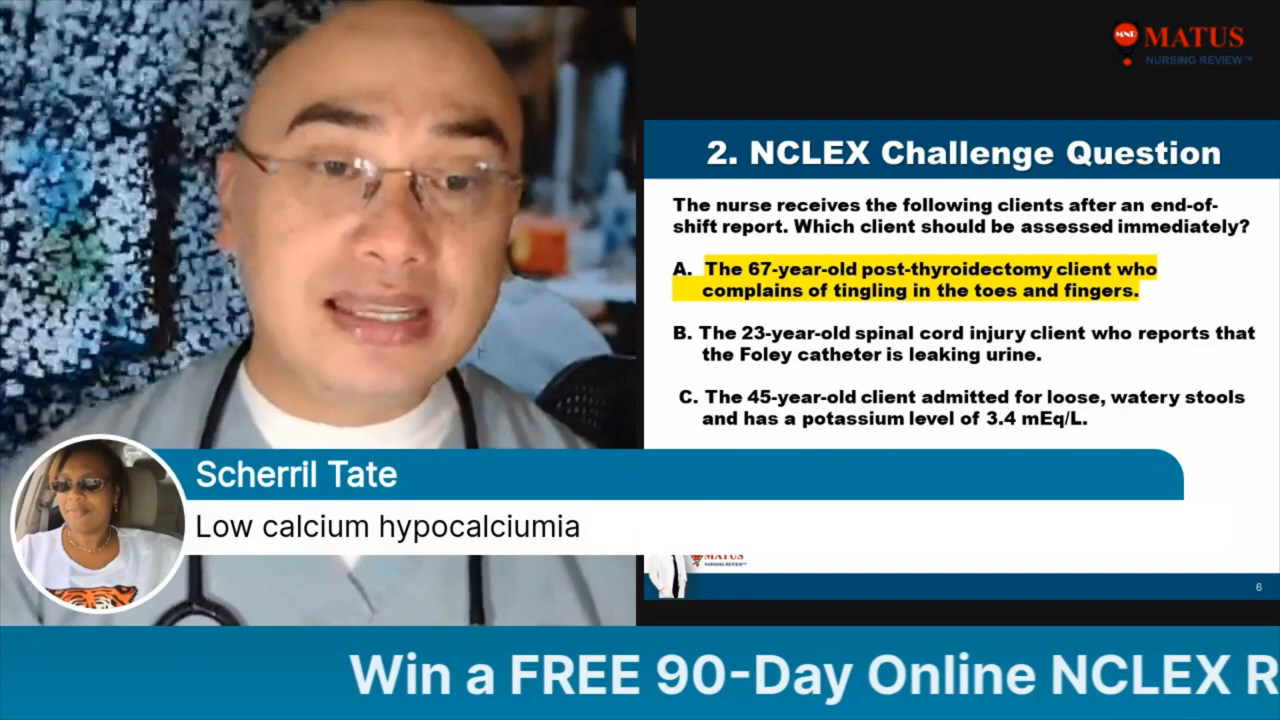 MNR MATUS
NURSING REVIEW™
2. NCLEX Challenge Question
The nurse receives the following clients after an end-of-
shift report. Which client should be assessed immediately?
A. The 67-year-old post-thyroidectomy client who
complains of tingling in the toes and fingers.
B. The 23-year-old spinal cord injury client who reports that
the Foley catheter is leaking urine.
C. The 45-year-old client admitted for loose, watery stools
and has a potassium level of 3.4 mEq/L.
Scherril Tate
Low calcium hypocalciumia
MATUS
NURSING REVIEW™
6
Win a FREE 90-Day Online NCLEX R